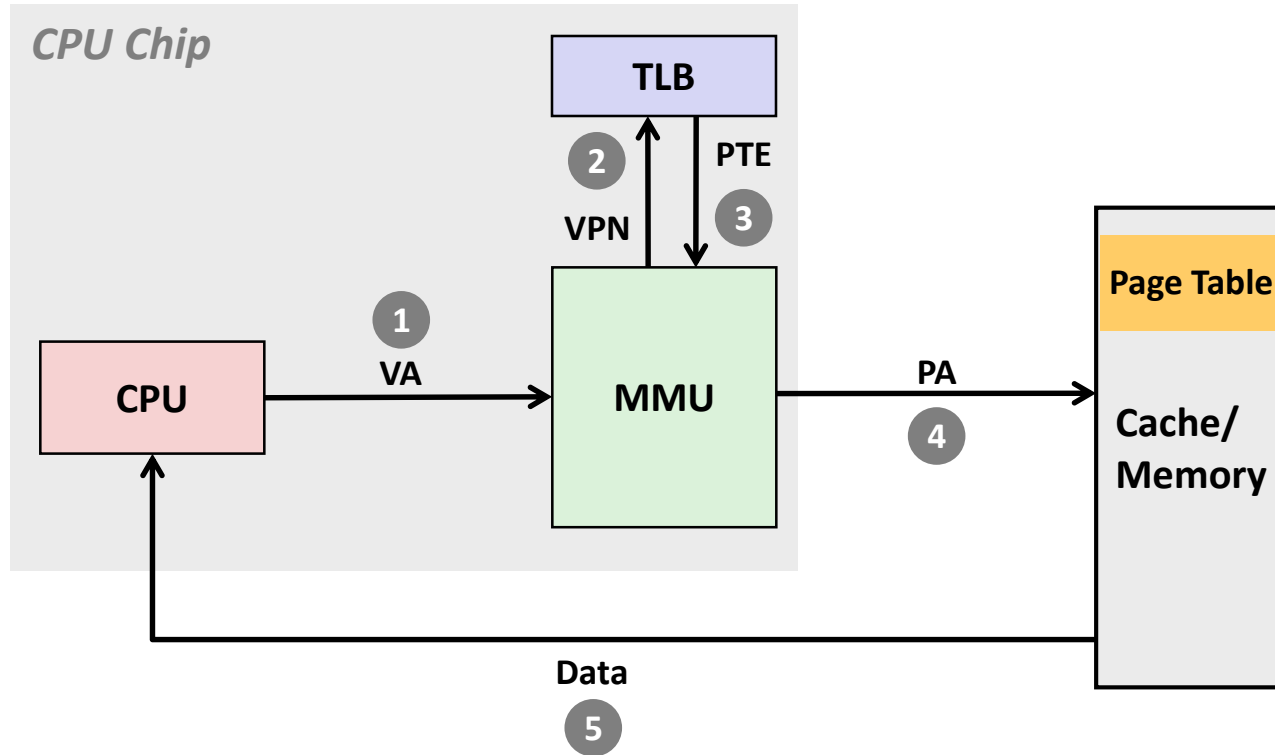 CPU Chip
TLB
2
PTE
VPN
3
1
VA
CPU
MMU
PA
4
Page Table
Cache/
Memory
Data
5